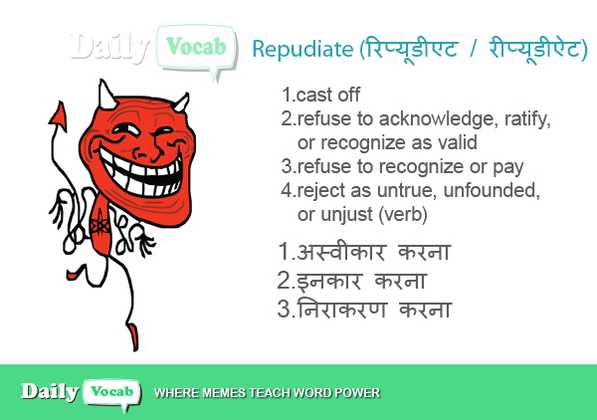 Daily Vocab
Repudiate (रिप्यूडीएट / रीप्यूडीऐट)
1.cast off
2.refuse to acknowledge, ratify,
or recognize as valid
3.refuse to recognize or pay
4.reject as untrue, unfounded,
or unjust (verb)
1.अस्वीकार करना
2.इनकार करना
3.निराकरण करना
Daily Vocab WHERE MEMES TEACH WORD POWER